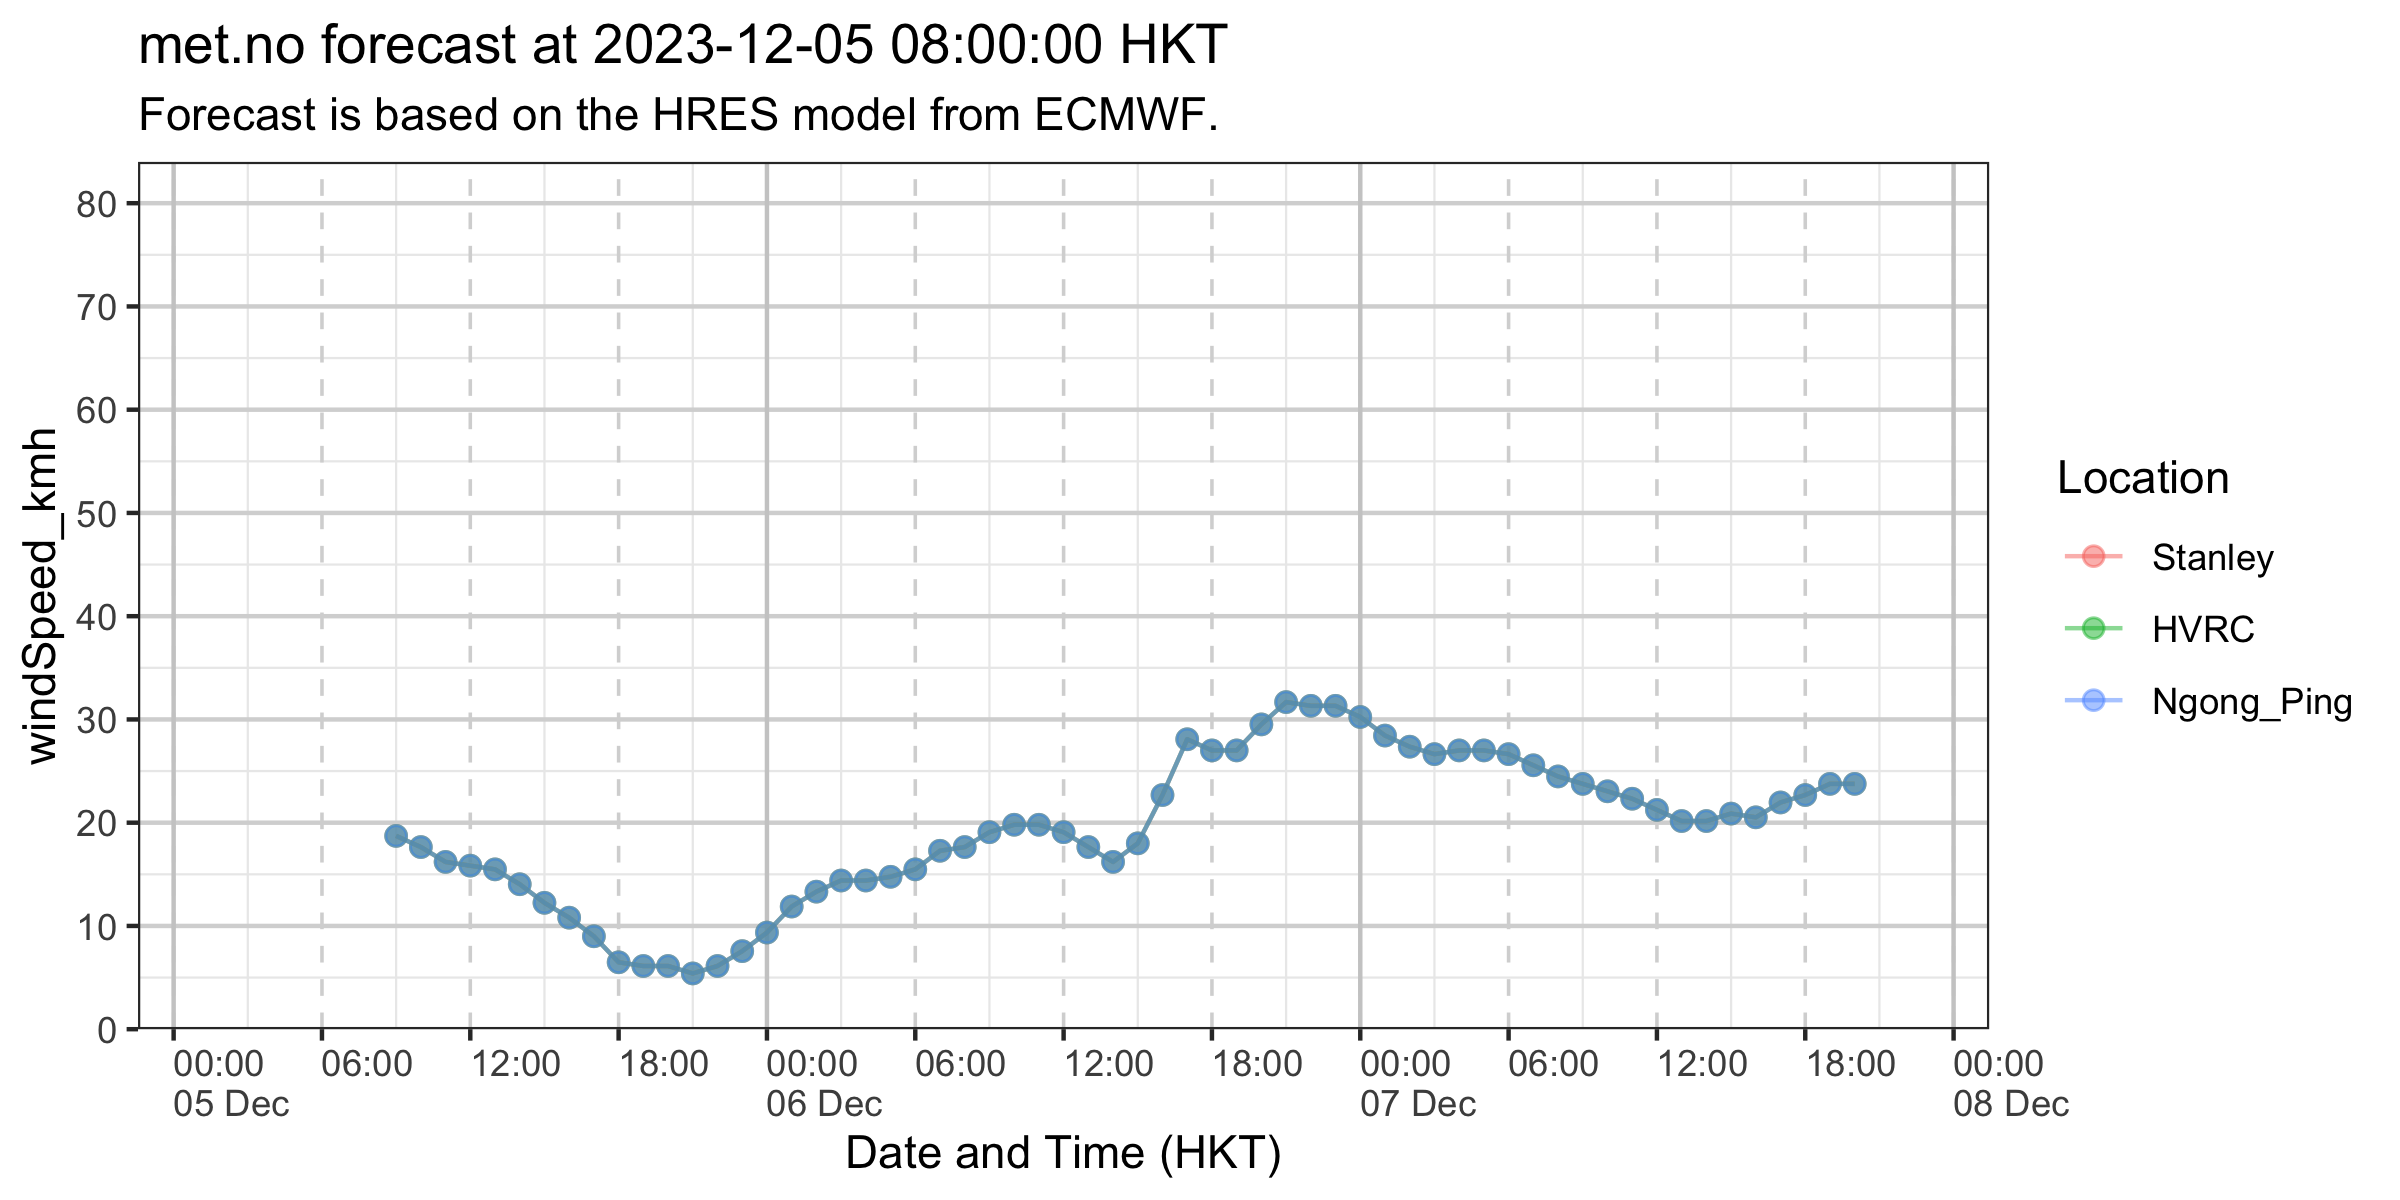 met.no forecast at 2023-12-05 08:00:00 HKT
Forecast is based on the HRES model from ECMWF.
windSpeed_kmh
80
70
60
50
40
30
20
10
0
00:00 06:00 12:00 18:00 00:00 06:00 12:00 18:00 00:00 06:00 12:00 18:00 00:00
05 Dec 06 Dec 07 Dec 08 Dec
Date and Time (HKT)
Location
Stanley
HVRC
Ngong_Ping